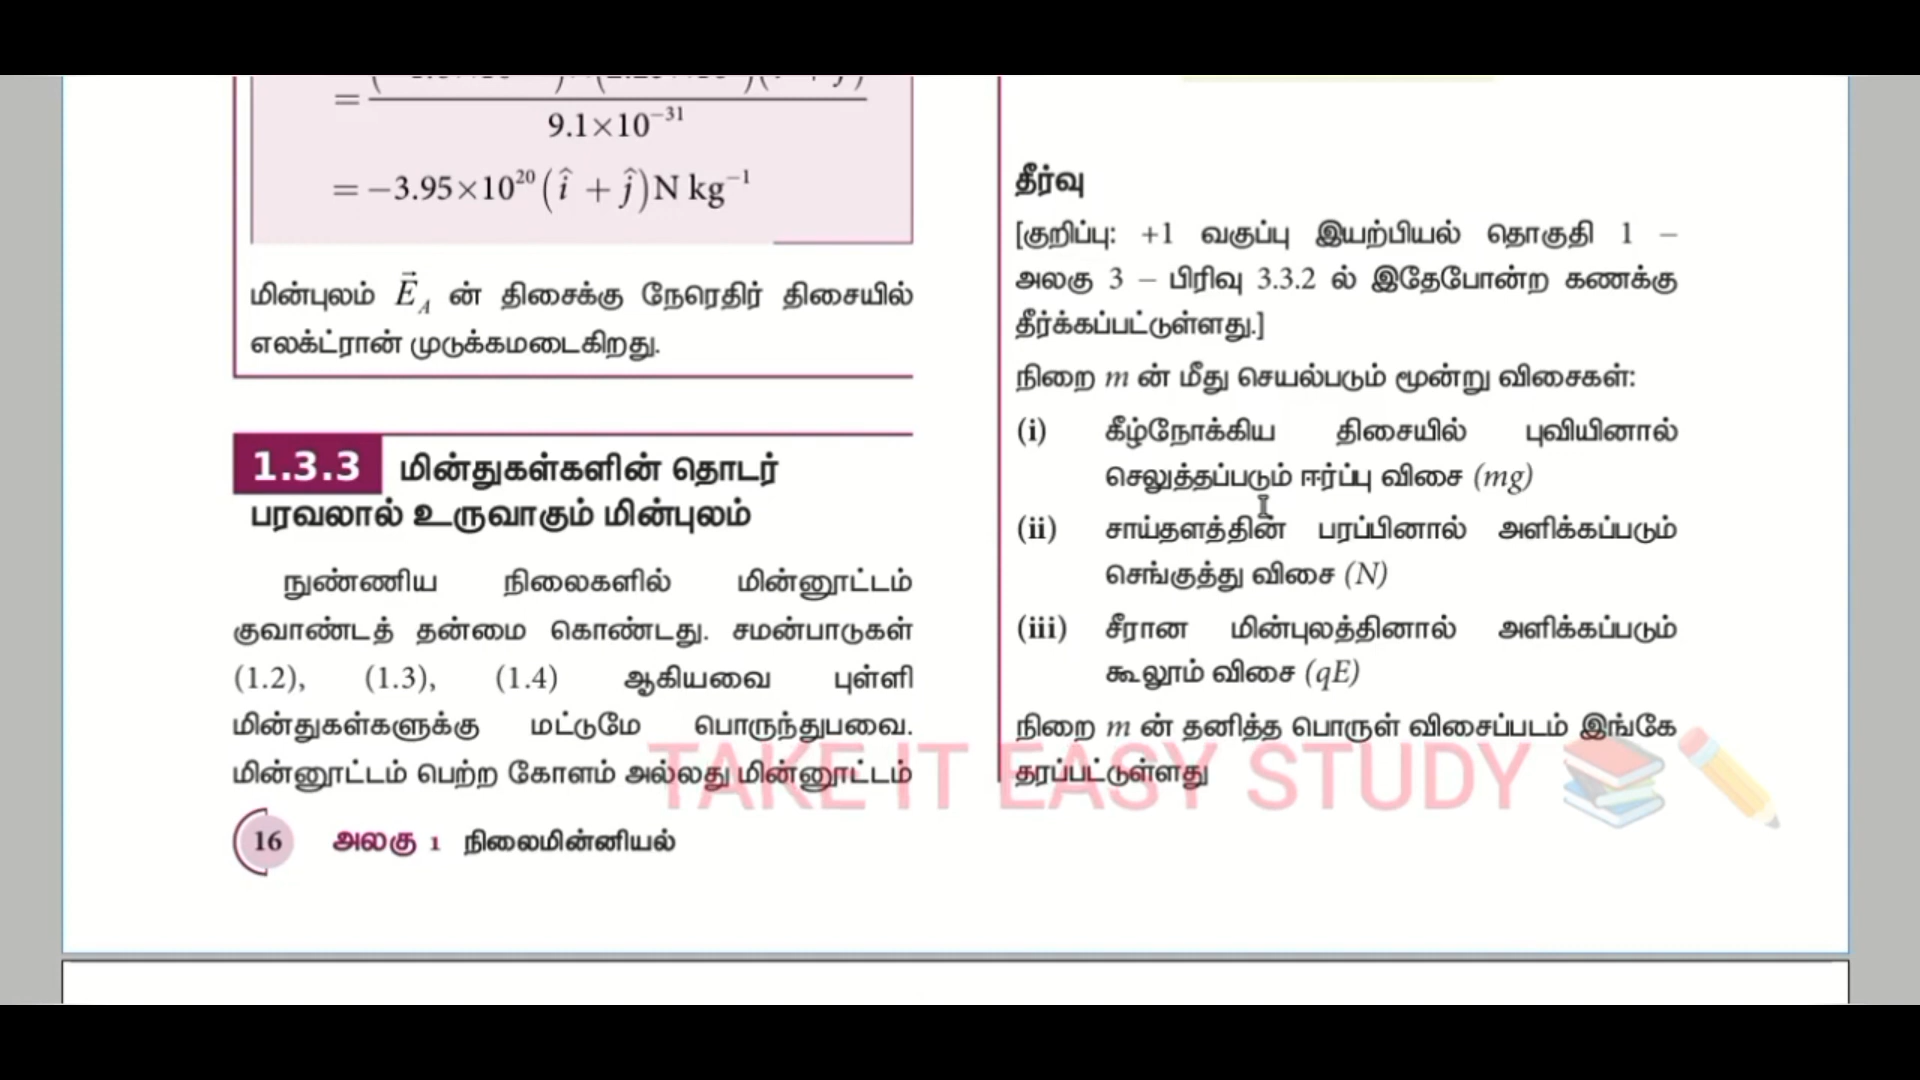 9.1×10⁻³¹
= −3.95×10²⁰ (î + ĵ) N kg⁻¹
மின்புலம் E⃗_A ன் திசைக்கு நேரெதிர் திசையில்
எலக்ட்ரான் முடுக்கமடைகிறது.
1.3.3 மின்துகள்களின் தொடர்
பரவலால் உருவாகும் மின்புலம்
நுண்ணிய நிலைகளில் மின்னூட்டம்
குவாண்டத் தன்மை கொண்டது. சமன்பாடுகள்
(1.2), (1.3), (1.4) ஆகியவை புள்ளி
மின்துகள்களுக்கு மட்டுமே பொருந்துபவை.
மின்னூட்டம் பெற்ற கோளம் அல்லது மின்னூட்டம்
16 அலகு 1 நிலைமின்னியல்
தீர்வு
[குறிப்பு: +1 வகுப்பு இயற்பியல் தொகுதி 1 –
அலகு 3 – பிரிவு 3.3.2 ல் இதேபோன்ற கணக்கு
தீர்க்கப்பட்டுள்ளது.]
நிறை m ன் மீது செயல்படும் மூன்று விசைகள்:
(i) கீழ்நோக்கிய திசையில் புவியினால்
செலுத்தப்படும் ஈர்ப்பு விசை (mg)
(ii) சாய்தளத்தின் பரப்பினால் அளிக்கப்படும்
செங்குத்து விசை (N)
(iii) சீரான மின்புலத்தினால் அளிக்கப்படும்
கூலூம் விசை (qE)
நிறை m ன் தனித்த பொருள் விசைப்படம் இங்கே
தரப்பட்டுள்ளது
TAKE IT EASY STUDY